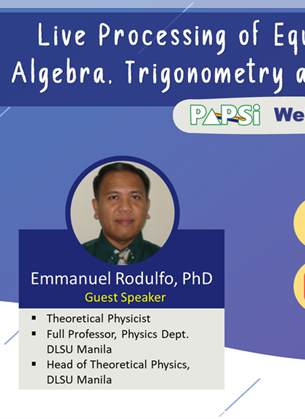 Live Processing of Equ
Algebra, Trigonometry a
PAPSi We
Emmanuel Rodulfo, PhD
Guest Speaker
▪ Theoretical Physicist
▪ Full Professor, Physics Dept.
DLSU Manila
▪ Head of Theoretical Physics,
DLSU Manila